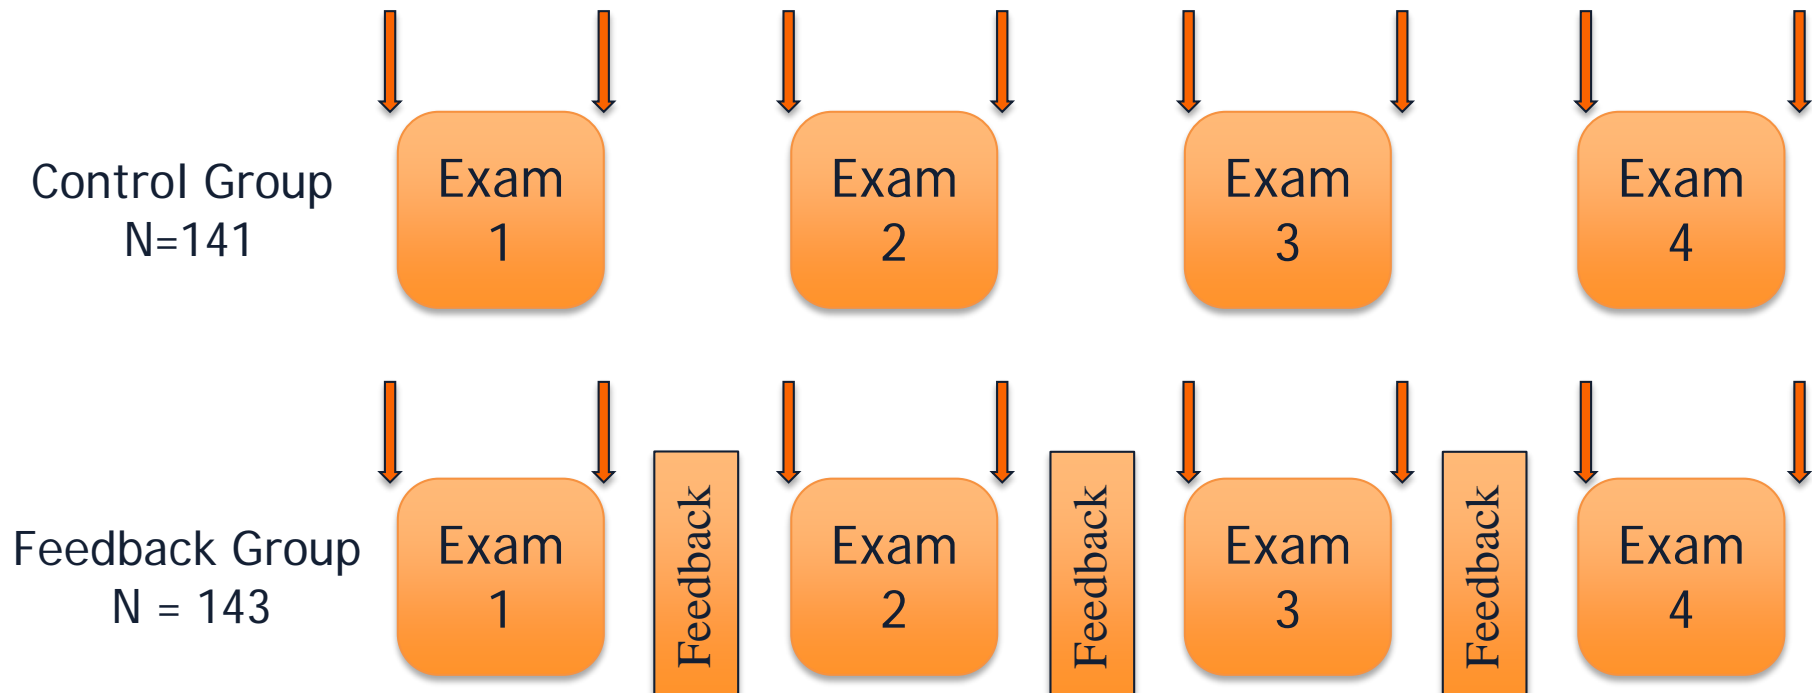 Control Group
N=141
Exam
1
Exam
2
Exam
3
Exam
4
Feedback Group
N = 143
Exam
1
Feedback
Exam
2
Feedback
Exam
3
Feedback
Exam
4